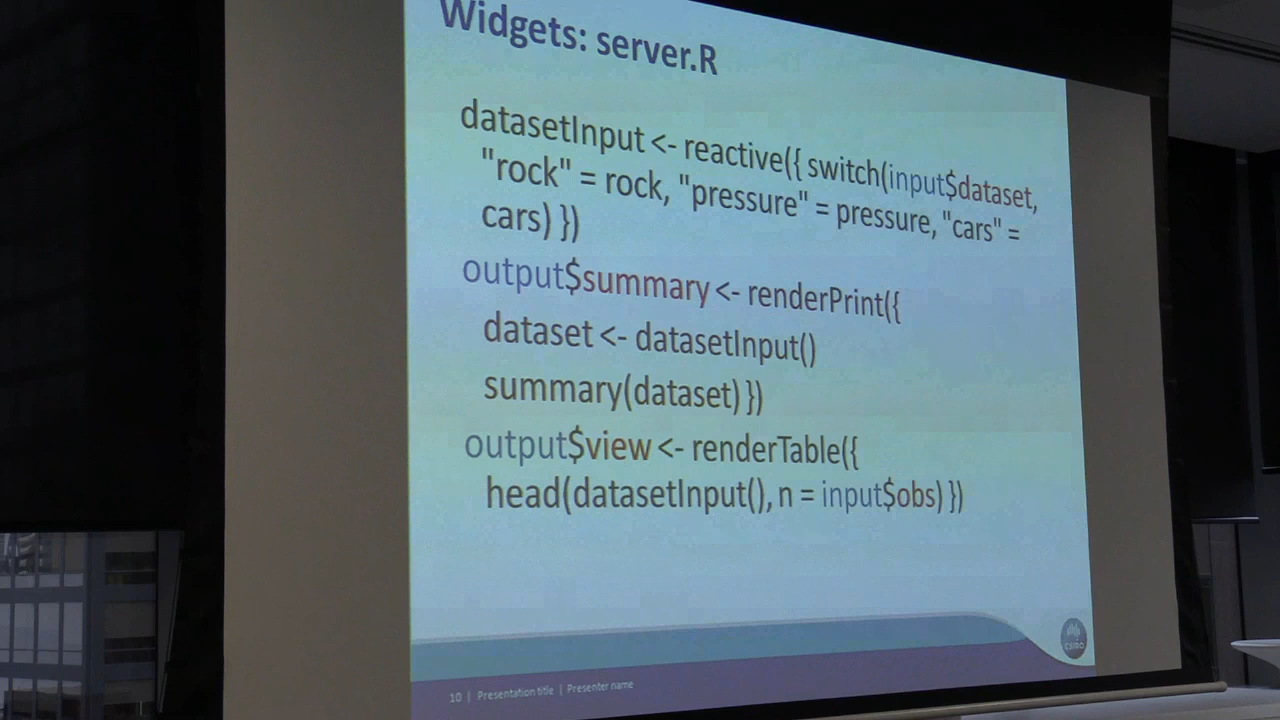 Widgets: server.R
datasetInput <- reactive({ switch(input$dataset,
"rock" = rock, "pressure" = pressure, "cars" =
cars) })
output$summary <- renderPrint({
dataset <- datasetInput()
summary(dataset) })
output$view <- renderTable({
head(datasetInput(), n = input$obs) })
CSIRO
10 | Presentation title | Presenter name